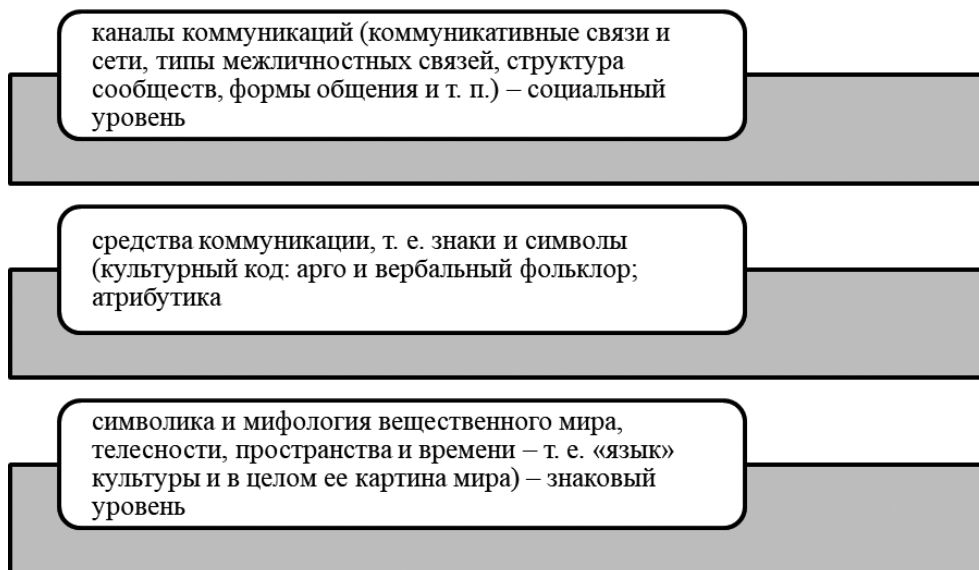 каналы коммуникаций (коммуникативные связи и
сети, типы межличностных связей, структура
сообществ, формы общения и т. п.) – социальный
уровень
средства коммуникации, т. е. знаки и символы
(культурный код: арго и вербальный фольклор;
атрибутика
символика и мифология вещественного мира,
телесности, пространства и времени – т. е. «язык»
культуры и в целом ее картина мира) – знаковый
уровень